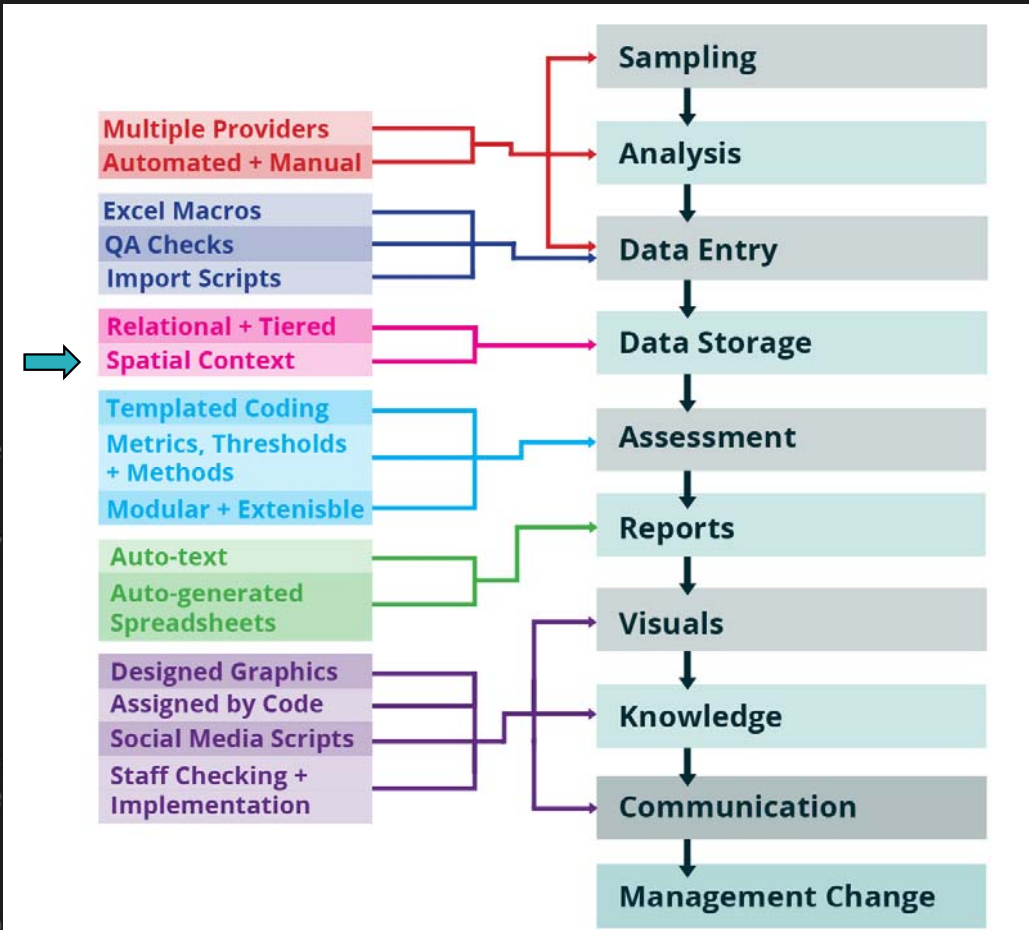 Multiple Providers
Automated + Manual
Excel Macros
QA Checks
Import Scripts
Relational + Tiered
Spatial Context
Templated Coding
Metrics, Thresholds
+ Methods
Modular + Extenisble
Auto-text
Auto-generated
Spreadsheets
Designed Graphics
Assigned by Code
Social Media Scripts
Staff Checking +
Implementation
Sampling
Analysis
Data Entry
Data Storage
Assessment
Reports
Visuals
Knowledge
Communication
Management Change